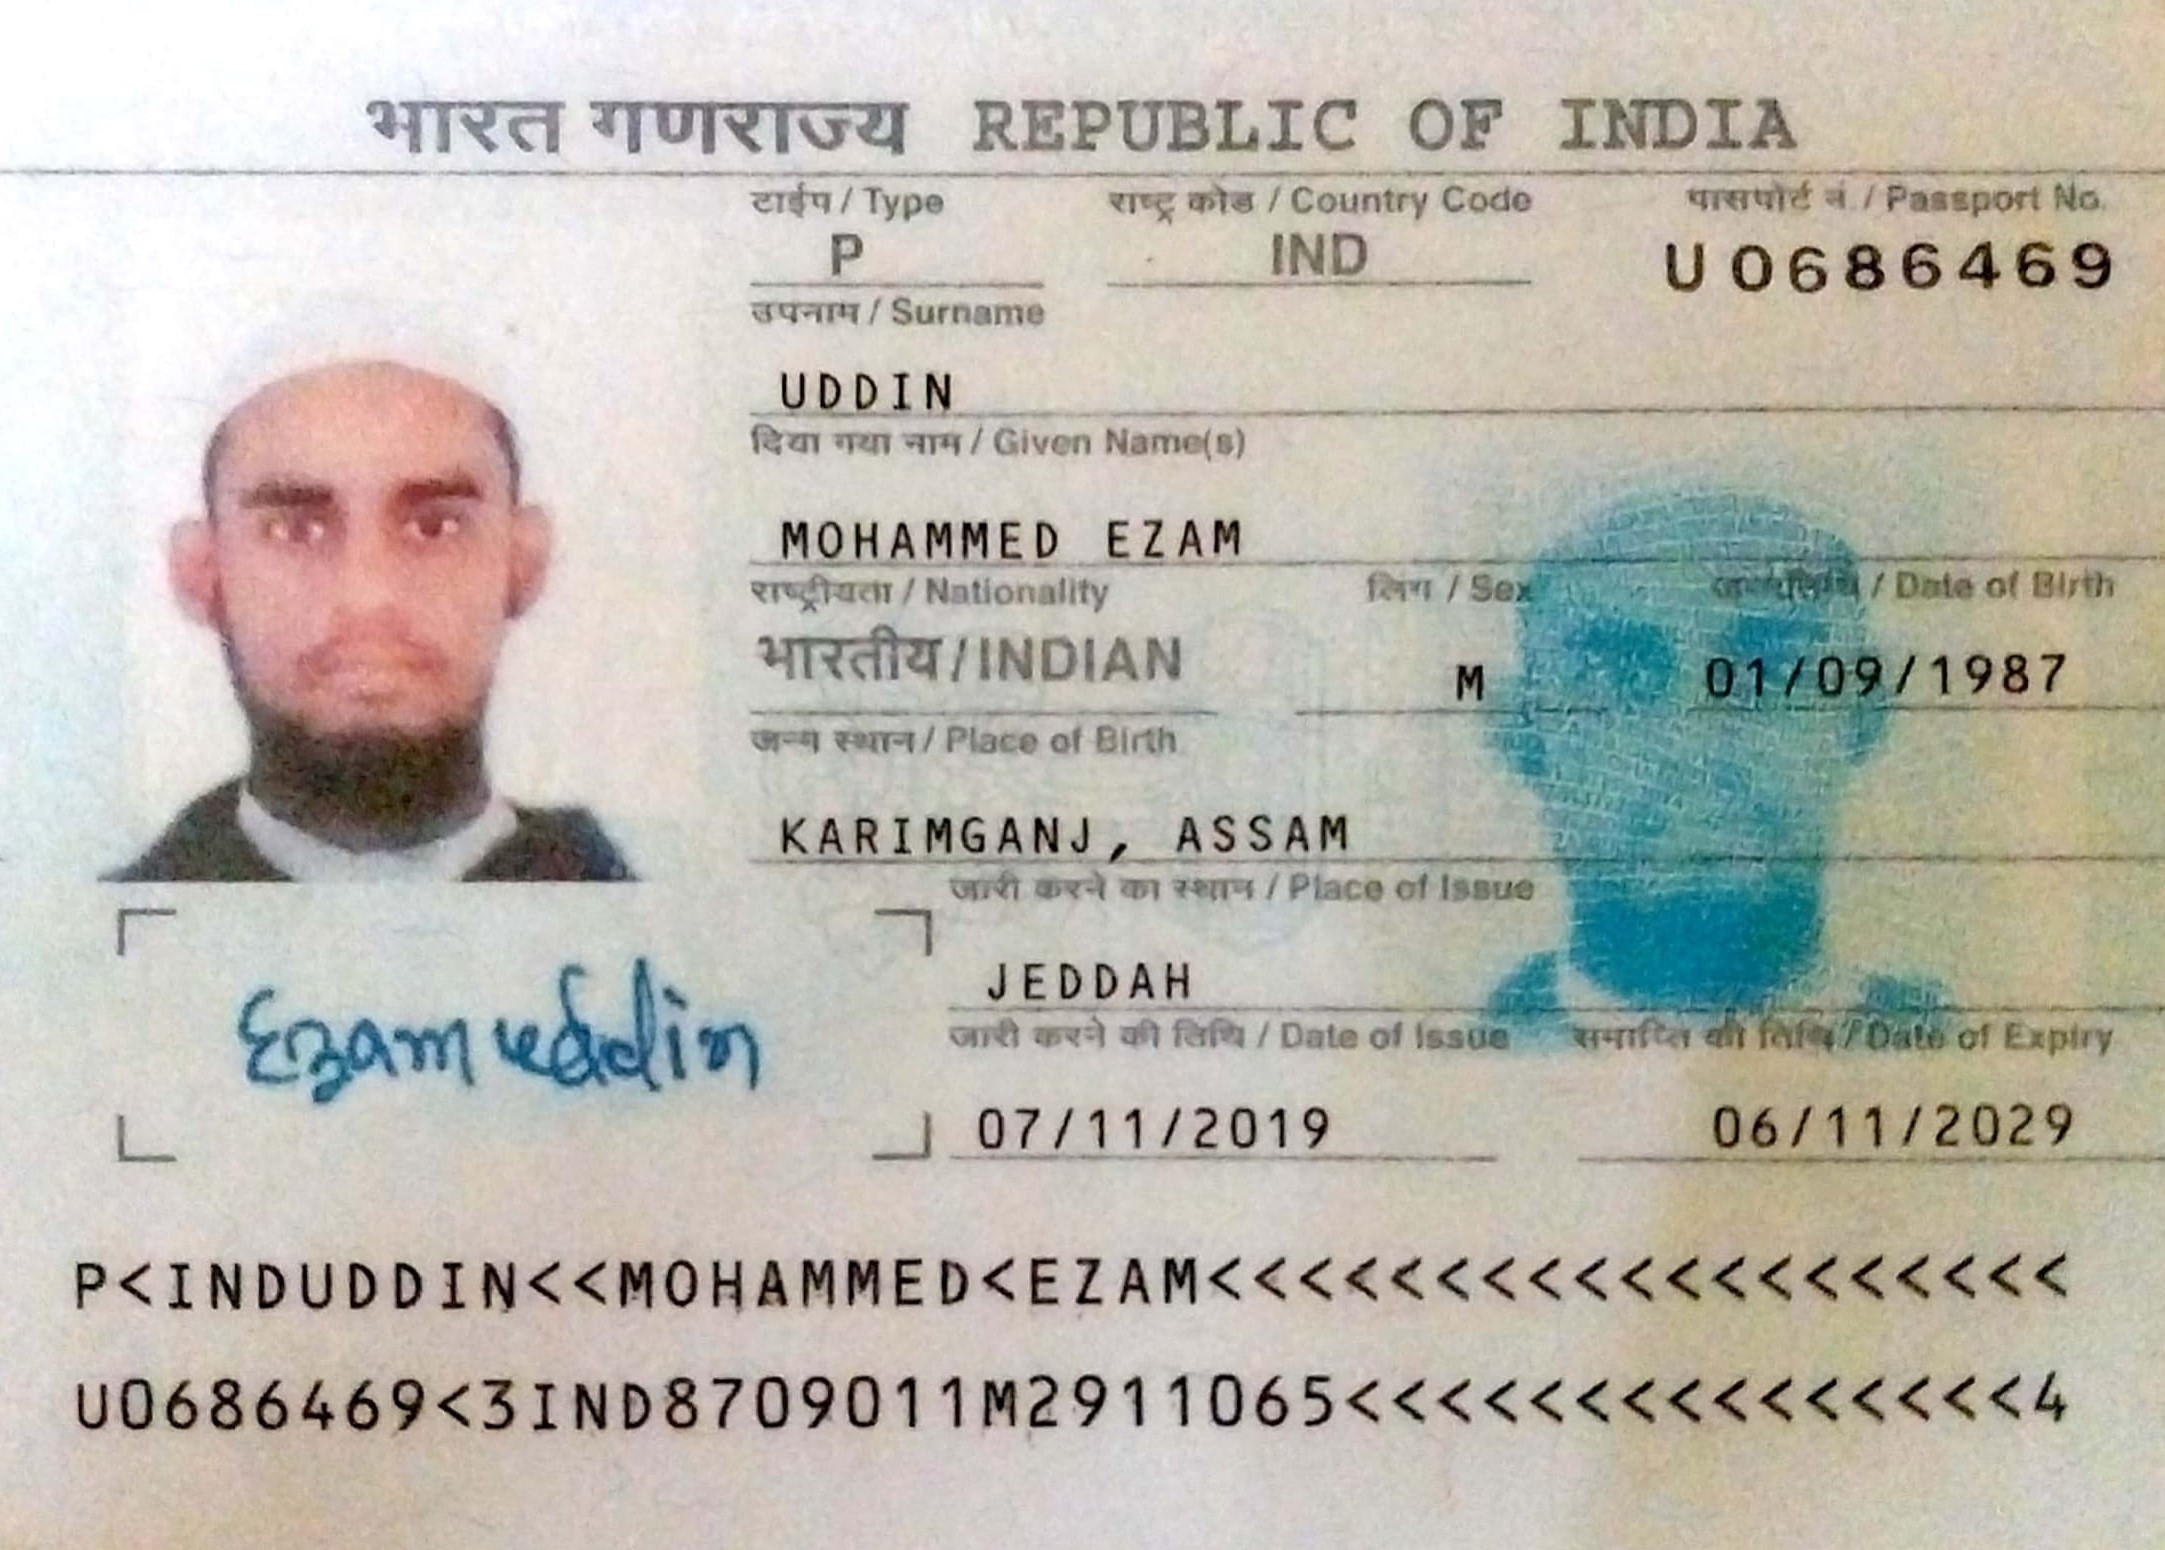 भारत गणराज्य REPUBLIC OF INDIA
टाईप / Type राष्ट्र कोड / Country Code पासपोर्ट नं. / Passport No.
P IND U0686469
उपनाम / Surname
UDDIN
दिया गया नाम / Given Name(s)
MOHAMMED EZAM
राष्ट्रीयता / Nationality लिंग / Sex जन्मतिथि / Date of Birth
भारतीय/INDIAN M 01/09/1987
जन्म स्थान / Place of Birth
KARIMGANJ, ASSAM
जारी करने का स्थान / Place of Issue
JEDDAH
Ezam uddin
जारी करने की तिथि / Date of Issue समाप्ति की तिथि / Date of Expiry
07/11/2019 06/11/2029
P<INDUDDIN<<MOHAMMED<EZAM<<<<<<<<<<<<<<<<<<<
U0686469<3IND8709011M2911065<<<<<<<<<<<<<<<4